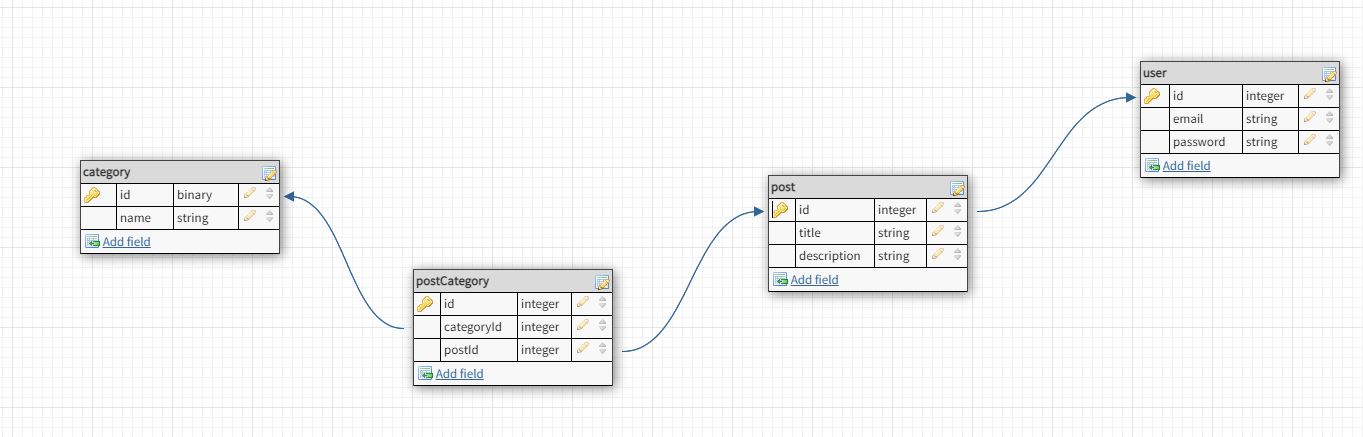 user
id integer
email string
password string
Add field
category
id binary
name string
Add field
post
id integer
title string
description string
Add field
postCategory
id integer
categoryId integer
postId integer
Add field